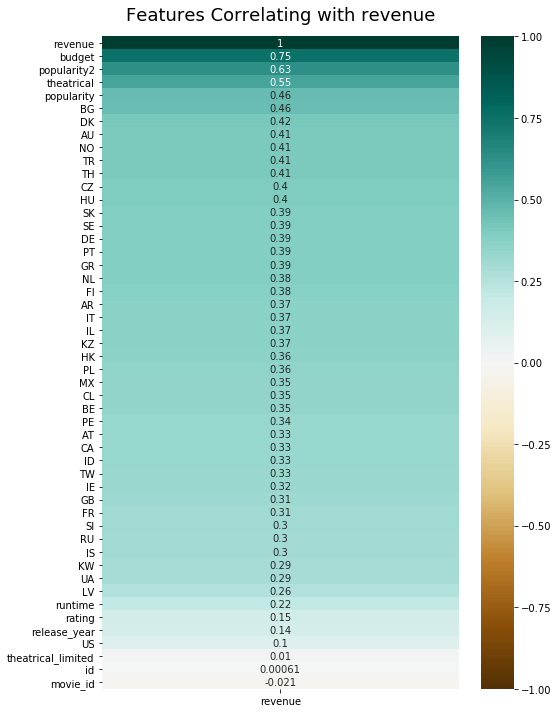 Features Correlating with revenue
revenue 1
budget 0.75
popularity2 0.63
theatrical 0.55
popularity 0.46
BG 0.46
DK 0.42
AU 0.41
NO 0.41
TR 0.41
TH 0.41
CZ 0.4
HU 0.4
SK 0.39
SE 0.39
DE 0.39
PT 0.39
GR 0.39
NL 0.38
FI 0.38
AR 0.37
IT 0.37
IL 0.37
KZ 0.37
HK 0.36
PL 0.36
MX 0.35
CL 0.35
BE 0.35
PE 0.34
AT 0.33
CA 0.33
ID 0.33
TW 0.33
IE 0.32
GB 0.31
FR 0.31
SI 0.3
RU 0.3
IS 0.3
KW 0.29
UA 0.29
LV 0.26
runtime 0.22
rating 0.15
release_year 0.14
US 0.1
theatrical_limited 0.01
id 0.00061
movie_id -0.021
revenue
1.00
0.75
0.50
0.25
0.00
−0.25
−0.50
−0.75
−1.00